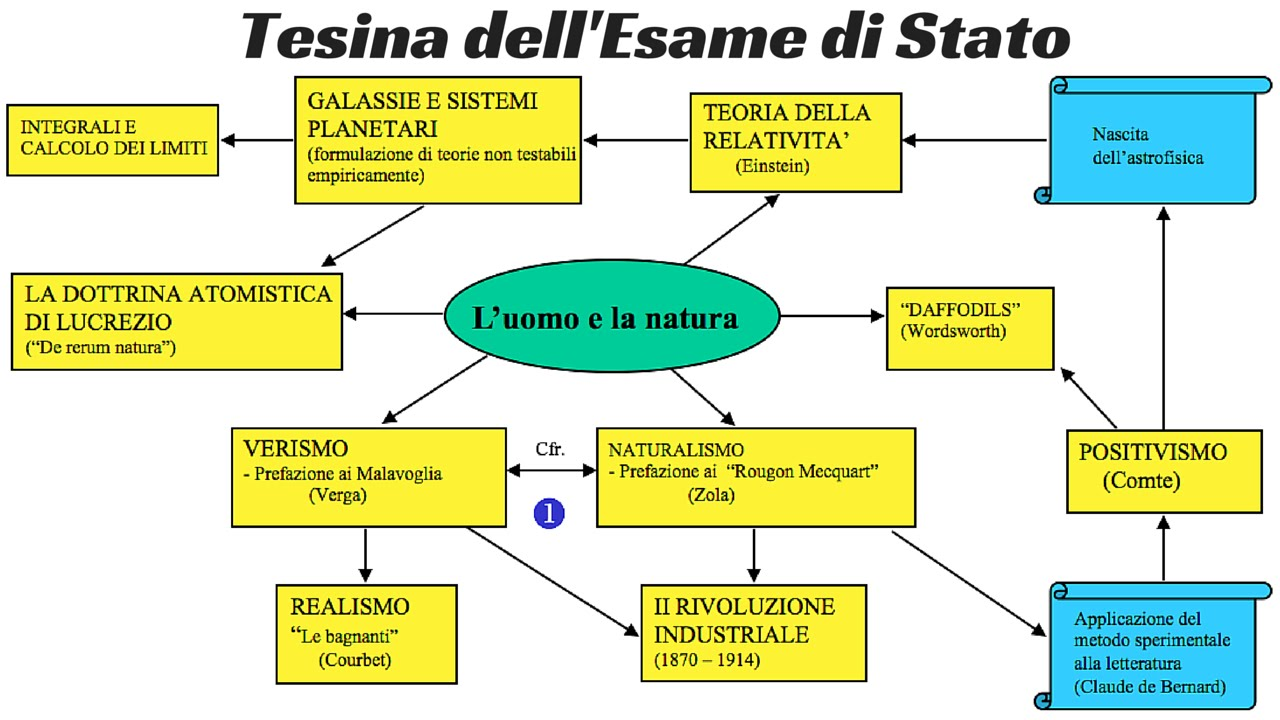 Tesina dell'Esame di Stato
INTEGRALI E
CALCOLO DEI LIMITI
GALASSIE E SISTEMI
PLANETARI
(formulazione di teorie non testabili
empiricamente)
TEORIA DELLA
RELATIVITA’
(Einstein)
Nascita
dell’astrofisica
LA DOTTRINA ATOMISTICA
DI LUCREZIO
(“De rerum natura”)
L’uomo e la natura
“DAFFODILS”
(Wordsworth)
VERISMO
- Prefazione ai Malavoglia
(Verga)
Cfr.
1
NATURALISMO
- Prefazione ai “Rougon Mecquart”
(Zola)
POSITIVISMO
(Comte)
REALISMO
“Le bagnanti”
(Courbet)
II RIVOLUZIONE
INDUSTRIALE
(1870 – 1914)
Applicazione del
metodo sperimentale
alla letteratura
(Claude de Bernard)